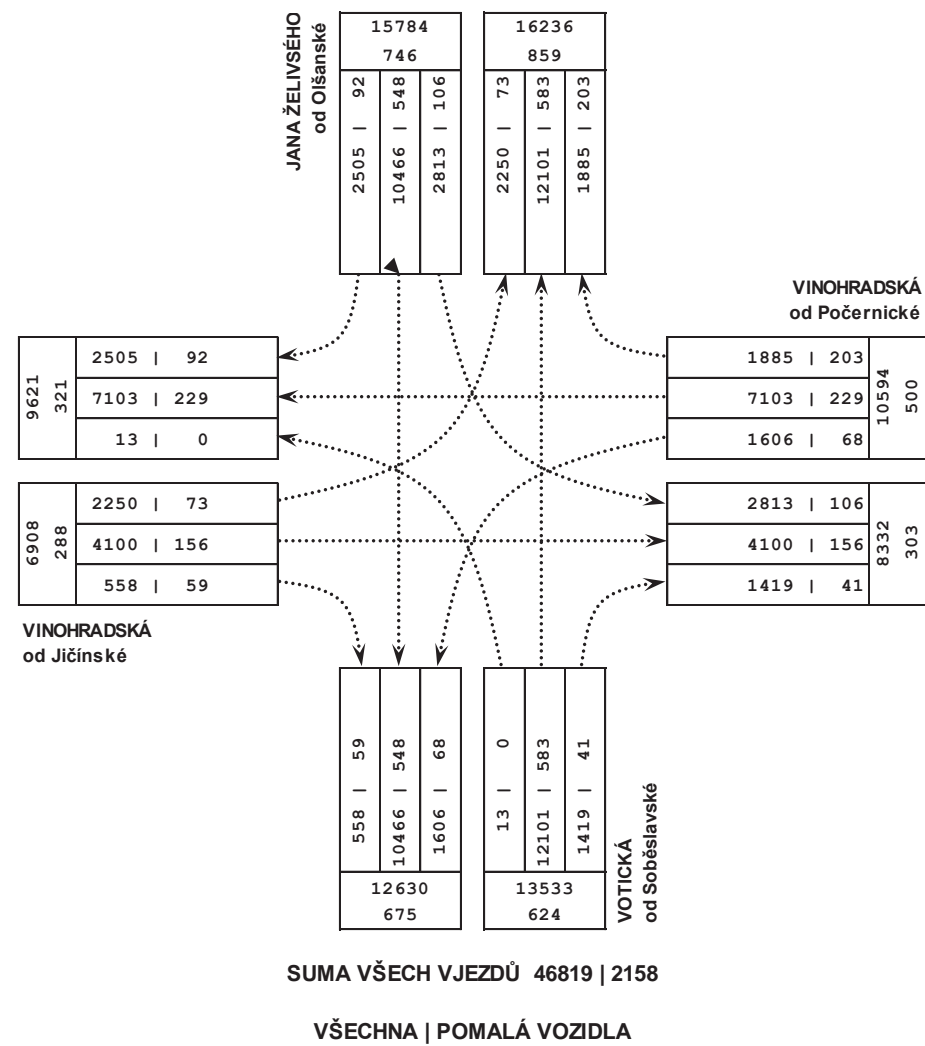 JANA ŽELIVSÉHO
od Olšanské
15784
746
2505 | 92
10466 | 548
2813 | 106
16236
859
2250 | 73
12101 | 583
1885 | 203
VINOHRADSKÁ
od Počernické
9621
321
2505 | 92
7103 | 229
13 | 0
1885 | 203
7103 | 229
1606 | 68
10594
500
6908
288
2250 | 73
4100 | 156
558 | 59
2813 | 106
4100 | 156
1419 | 41
8332
303
VINOHRADSKÁ
od Jičínské
558 | 59
10466 | 548
1606 | 68
12630
675
13 | 0
12101 | 583
1419 | 41
13533
624
VOTICKÁ
od Soběslavské
SUMA VŠECH VJEZDŮ 46819 | 2158
VŠECHNA | POMALÁ VOZIDLA